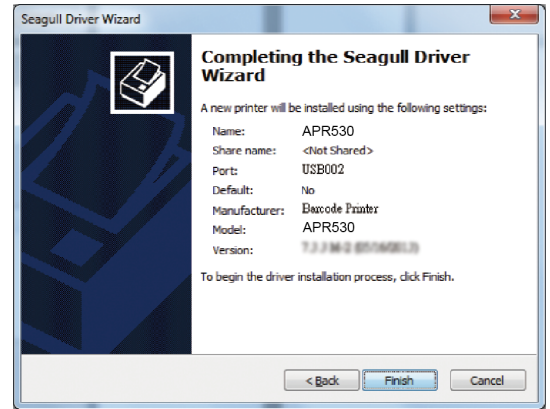 Seagull Driver Wizard
Completing the Seagull Driver
Wizard
A new printer will be installed using the following settings:
Name: APR530
Share name: <Not Shared>
Port: USB002
Default: No
Manufacturer: Barcode Printer
Model: APR530
Version:
To begin the driver installation process, click Finish.
< Back Finish Cancel